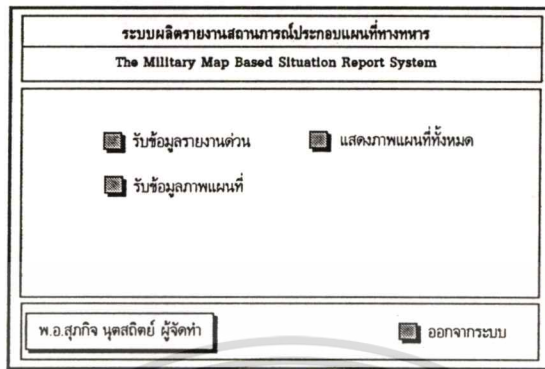 ระบบผลิตรายงานสถานการณ์ประกอบแผนที่ทางทหาร
The Military Map Based Situation Report System
รับข้อมูลรายงานด่วน แสดงภาพแผนที่ทั้งหมด
รับข้อมูลภาพแผนที่
พ.อ.สุภกิจ นุตสถิตย์ ผู้จัดทำ ออกจากระบบ